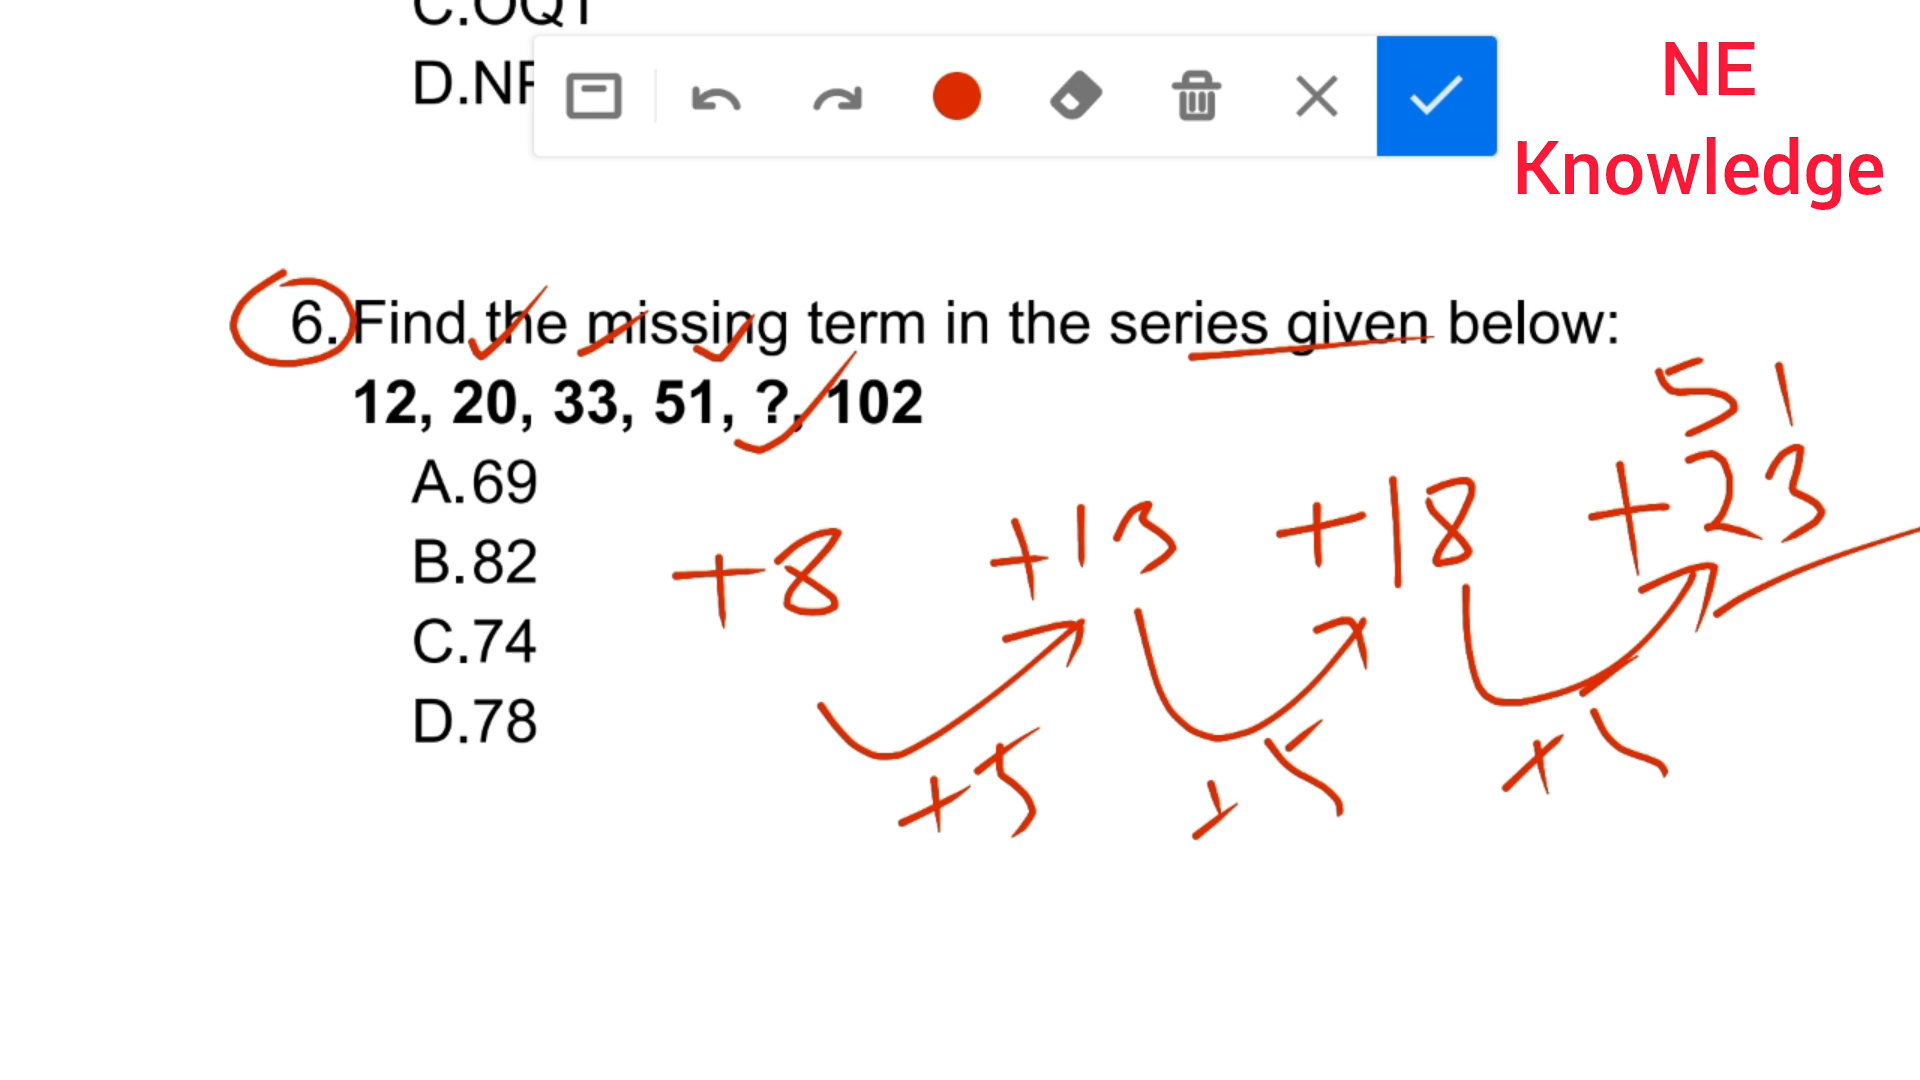 C.OQT
D.NF
NE
Knowledge
6. Find the missing term in the series given below:
12, 20, 33, 51, ?, 102
A.69
B.82
C.74
D.78
51
+8 +13 +18 +23
+5 +5 +5